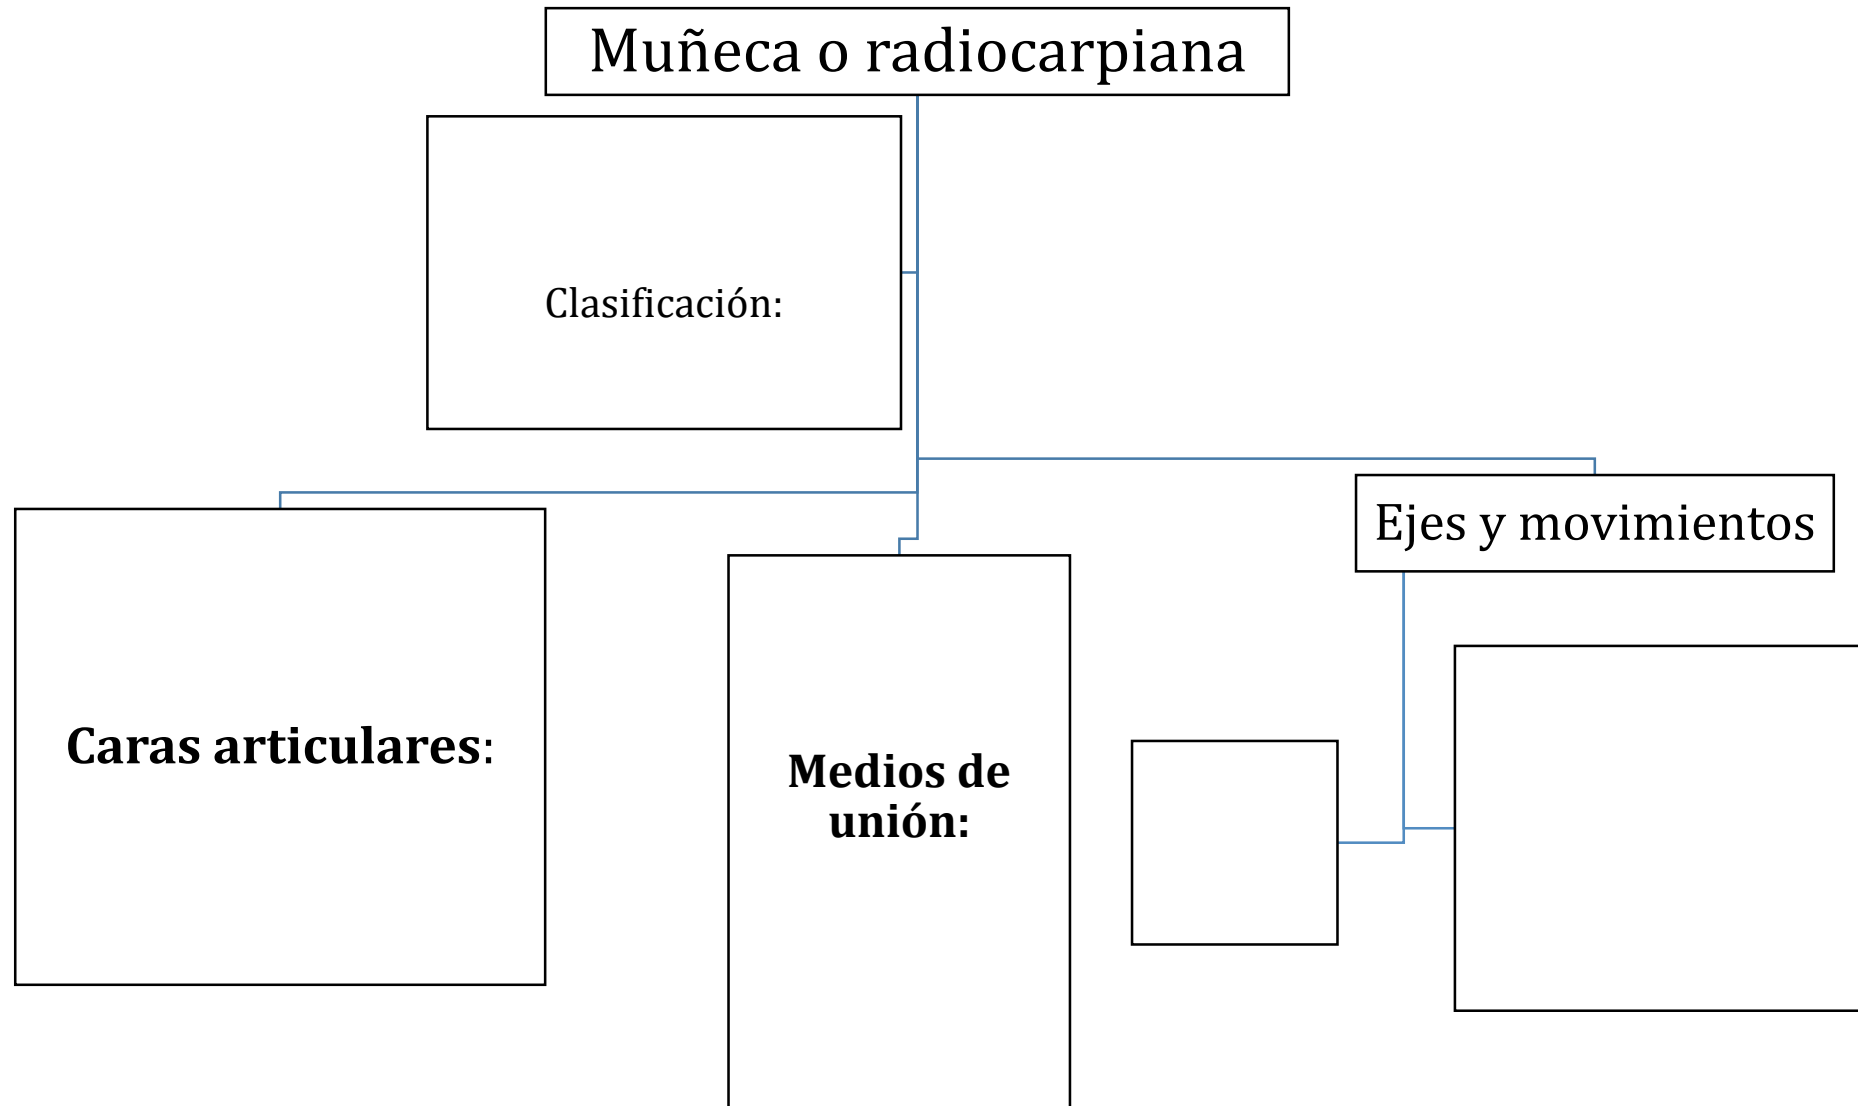 Muñeca o radiocarpiana
Clasificación:
Ejes y movimientos
Caras articulares:
Medios de
unión: